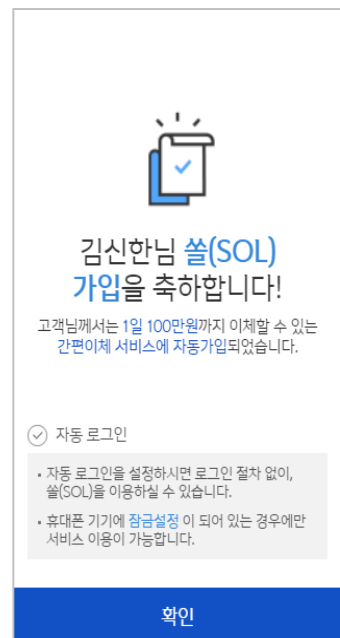 김신한님 쏠(SOL)
가입을 축하합니다!
고객님께서는 1일 100만원까지 이체할 수 있는
간편이체 서비스에 자동가입되었습니다.
자동 로그인
• 자동 로그인을 설정하시면 로그인 절차 없이,
쏠(SOL)을 이용하실 수 있습니다.
• 휴대폰 기기에 잠금설정 이 되어 있는 경우에만
서비스 이용이 가능합니다.
확인